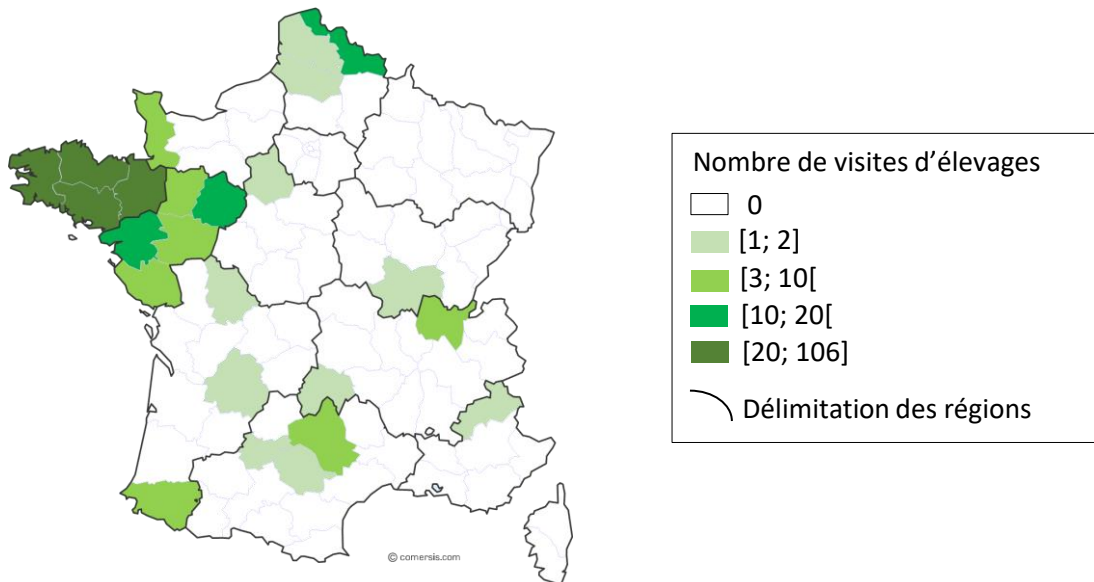 Nombre de visites d'élevages
0
[1; 2]
[3; 10[
[10; 20[
[20; 106]
Délimitation des régions
© comersis.com